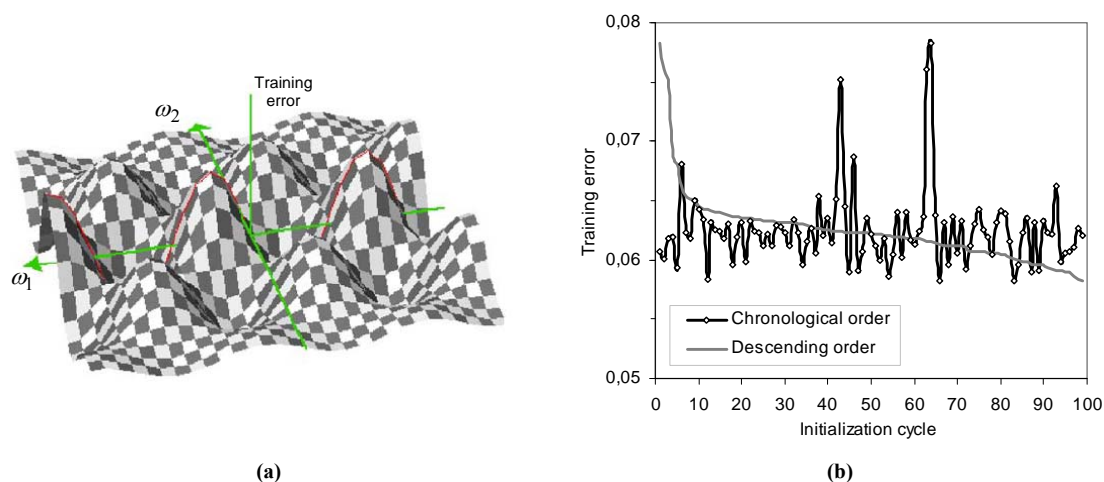 Training
error
ω2
ω1
(a)
0,08
0,07
0,06
0,05
Training error
Chronological order
Descending order
0 10 20 30 40 50 60 70 80 90 100
Initialization cycle
(b)